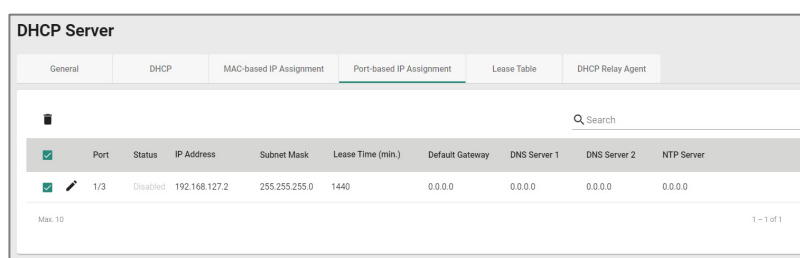 DHCP Server
General DHCP MAC-based IP Assignment Port-based IP Assignment Lease Table DHCP Relay Agent
Search
Port Status IP Address Subnet Mask Lease Time (min.) Default Gateway DNS Server 1 DNS Server 2 NTP Server
1/3 Disabled 192.168.127.2 255.255.255.0 1440 0.0.0.0 0.0.0.0 0.0.0.0 0.0.0.0
Max. 10 1 – 1 of 1